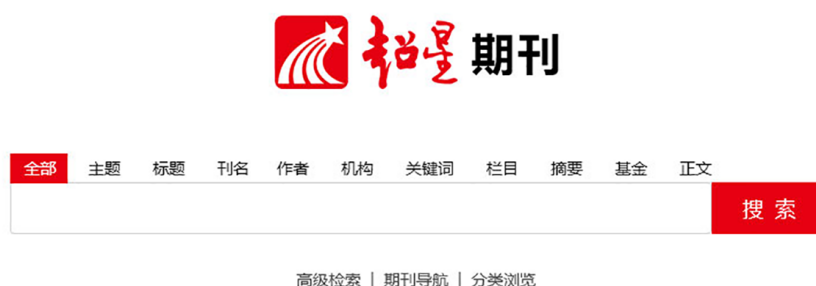 超星期刊
全部 主题 标题 刊名 作者 机构 关键词 栏目 摘要 基金 正文
搜索
高级检索 | 期刊导航 | 分类浏览